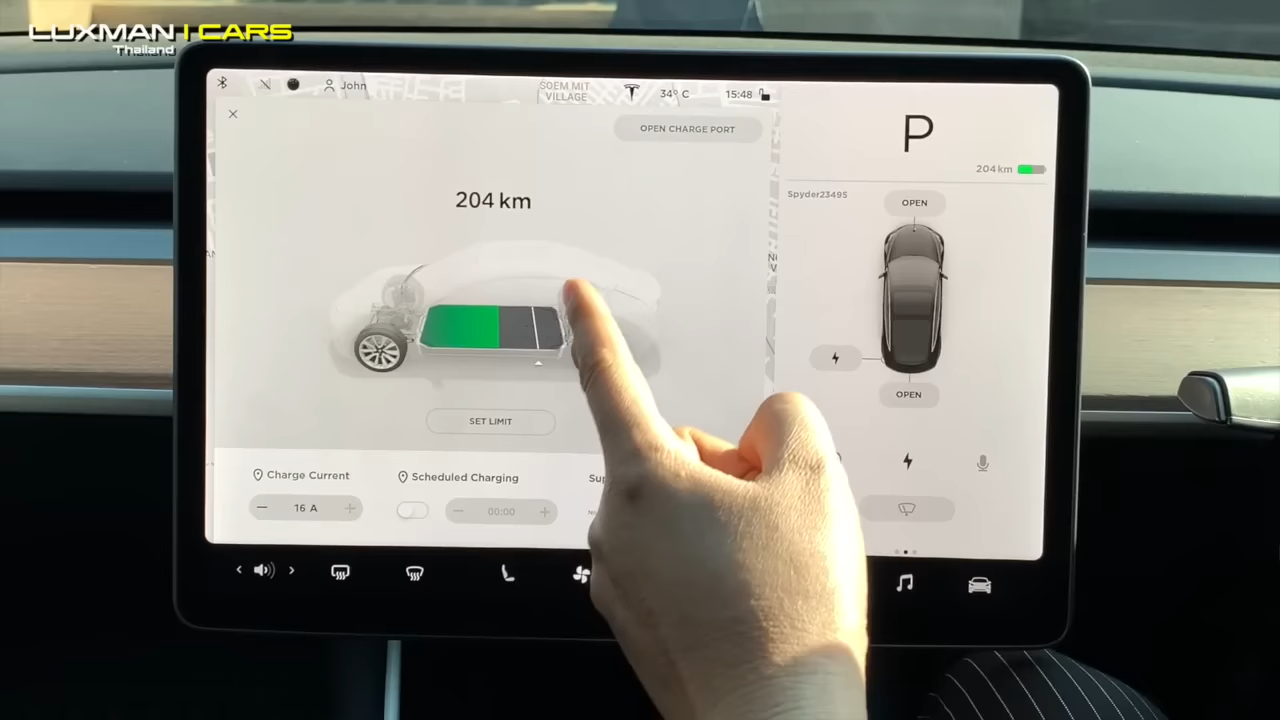 LUXMAN | CARS
Thailand
John
SOEM MIT
VILLAGE
34° C
15:48
OPEN CHARGE PORT
P
204 km
204 km
Spyder23495
OPEN
OPEN
SET LIMIT
Charge Current
Scheduled Charging
16 A
00:00